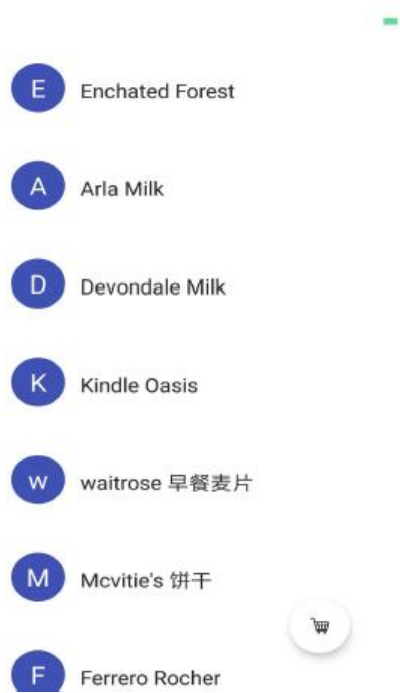 E
Enchated Forest
A
Arla Milk
D
Devondale Milk
K
Kindle Oasis
w
waitrose 早餐麦片
M
Mcvitie's 饼干
F
Ferrero Rocher